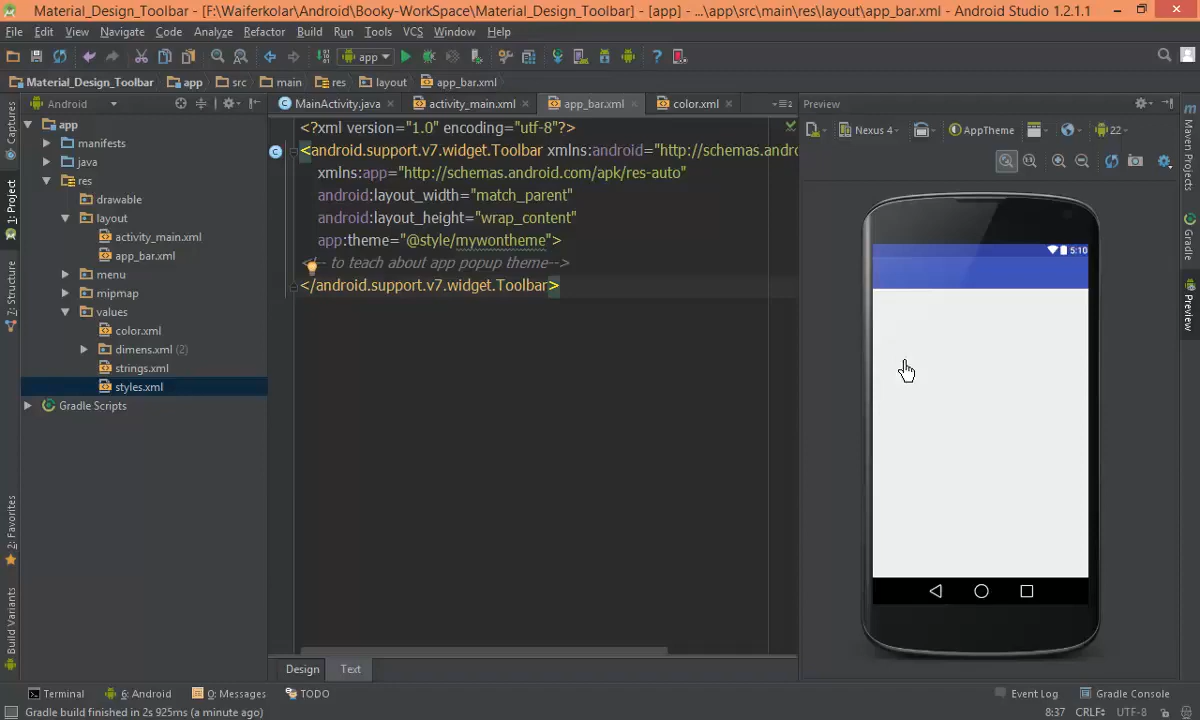 Material_Design_Toolbar - [F:\Waiferkolar\Android\Booky-WorkSpace\Material_Design_Toolbar] - [app] - ...\app\src\main\res\layout\app_bar.xml - Android Studio 1.2.1.1
File Edit View Navigate Code Analyze Refactor Build Run Tools VCS Window Help
app
Material_Design_Toolbar app src main res layout app_bar.xml
Android MainActivity.java activity_main.xml app_bar.xml color.xml Preview
Nexus 4 AppTheme 22
Captures
1: Project
7: Structure
2: Favorites
Build Variants
app
manifests
java
res
drawable
layout
activity_main.xml
app_bar.xml
menu
mipmap
values
color.xml
dimens.xml (2)
strings.xml
styles.xml
Gradle Scripts
<?xml version="1.0" encoding="utf-8"?>
<android.support.v7.widget.Toolbar xmlns:android="http://schemas.andro
xmlns:app="http://schemas.android.com/apk/res-auto"
android:layout_width="match_parent"
android:layout_height="wrap_content"
app:theme="@style/mywontheme">
<!-- to teach about app popup theme-->
</android.support.v7.widget.Toolbar>
5:10
Maven Projects
Gradle
Preview
Design Text
Terminal 6: Android 0: Messages TODO Event Log Gradle Console
Gradle build finished in 2s 925ms (a minute ago) 8:37 CRLF UTF-8